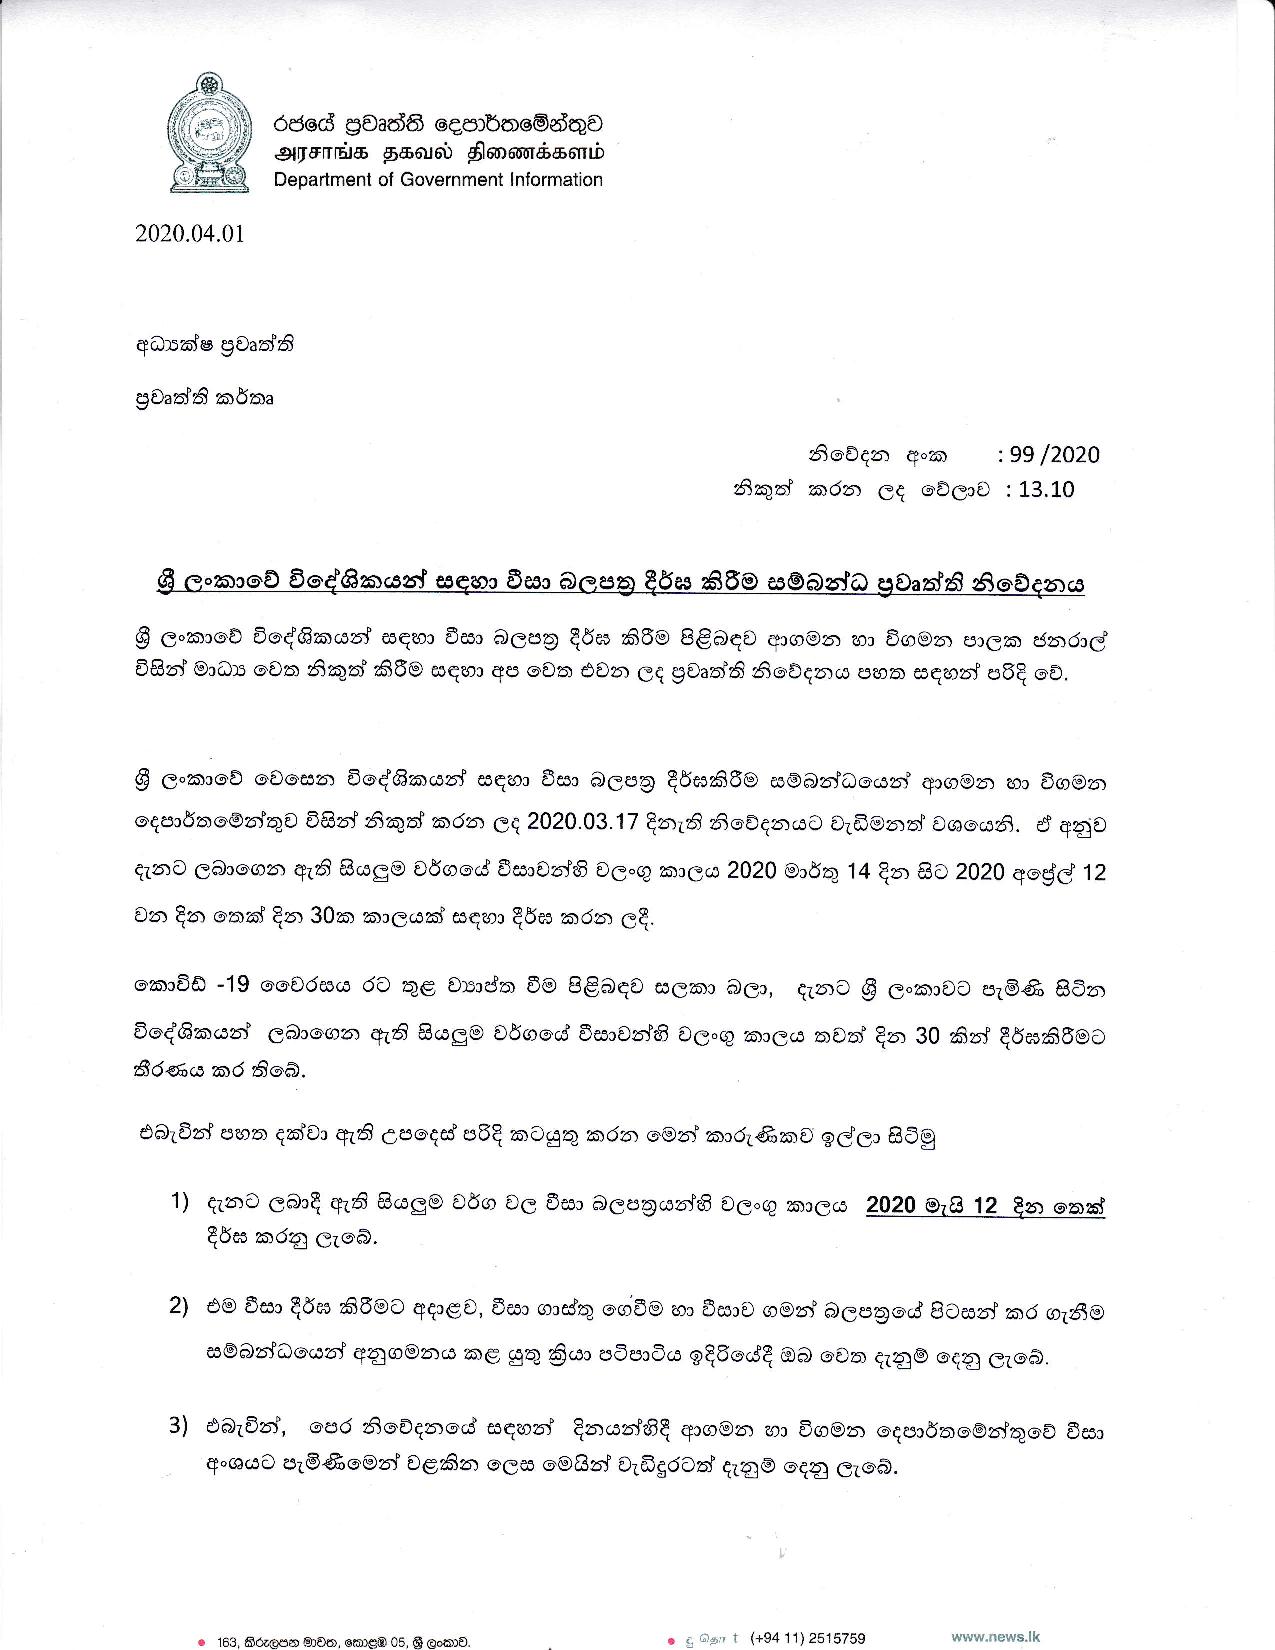 රජයේ ප්‍රවෘත්ති දෙපාර්තමේන්තුව
அரசாங்க தகவல் திணைக்களம்
Department of Government Information
2020.04.01
අධ්‍යක්ෂ ප්‍රවෘත්ති
ප්‍රවෘත්ති කර්තෘ
නිවේදන අංක : 99 /2020
නිකුත් කරන ලද වේලාව : 13.10
ශ්‍රී ලංකාවේ විදේශිකයන් සඳහා වීසා බලපත්‍ර දීර්ඝ කිරීම සම්බන්ධ ප්‍රවෘත්ති නිවේදනය
ශ්‍රී ලංකාවේ විදේශිකයන් සඳහා වීසා බලපත්‍ර දීර්ඝ කිරීම පිළිබඳව ආගමන හා විගමන පාලක ජනරාල්
විසින් මාධ්‍ය වෙත නිකුත් කිරීම සඳහා අප වෙත එවන ලද ප්‍රවෘත්ති නිවේදනය පහත සඳහන් පරිදි වේ.
ශ්‍රී ලංකාවේ වෙසෙන විදේශිකයන් සඳහා වීසා බලපත්‍ර දීර්ඝකිරීම සම්බන්ධයෙන් ආගමන හා විගමන
දෙපාර්තමේන්තුව විසින් නිකුත් කරන ලද 2020.03.17 දිනැති නිවේදනයට වැඩිමනත් වශයෙනි. ඒ අනුව
දැනට ලබාගෙන ඇති සියලුම වර්ගයේ වීසාවන්හි වලංගු කාලය 2020 මාර්තු 14 දින සිට 2020 අප්‍රේල් 12
වන දින තෙක් දින 30ක කාලයක් සඳහා දීර්ඝ කරන ලදී.
කොවිඩ් -19 වෛරසය රට තුළ ව්‍යාප්ත වීම පිළිබඳව සලකා බලා, දැනට ශ්‍රී ලංකාවට පැමිණි සිටින
විදේශිකයන් ලබාගෙන ඇති සියලුම වර්ගයේ වීසාවන්හි වලංගු කාලය තවත් දින 30 කින් දීර්ඝකිරීමට
තීරණය කර තිබේ.
එබැවින් පහත දක්වා ඇති උපදෙස් පරිදි කටයුතු කරන මෙන් කාරුණිකව ඉල්ලා සිටිමු
1) දැනට ලබාදී ඇති සියලුම වර්ග වල වීසා බලපත්‍රයන්හි වලංගු කාලය 2020 මැයි 12 දින තෙක්
දීර්ඝ කරනු ලැබේ.
2) එම වීසා දීර්ඝ කිරීමට අදාළව, වීසා ගාස්තු ගෙවීම හා වීසාව ගමන් බලපත්‍රයේ පිටසන් කර ගැනීම
සම්බන්ධයෙන් අනුගමනය කළ යුතු ක්‍රියා පටිපාටිය ඉදිරියේදී ඔබ වෙත දැනුම් දෙනු ලැබේ.
3) එබැවින්, පෙර නිවේදනයේ සඳහන් දිනයන්හිදී ආගමන හා විගමන දෙපාර්තමේන්තුවේ වීසා
අංශයට පැමිණීමෙන් වළකින ලෙස මෙයින් වැඩිදුරටත් දැනුම් දෙනු ලැබේ.
• 163, කිරුලපන මාවත, කොළඹ 05, ශ්‍රී ලංකාව.
• (+94 11) 2515759
www.news.lk